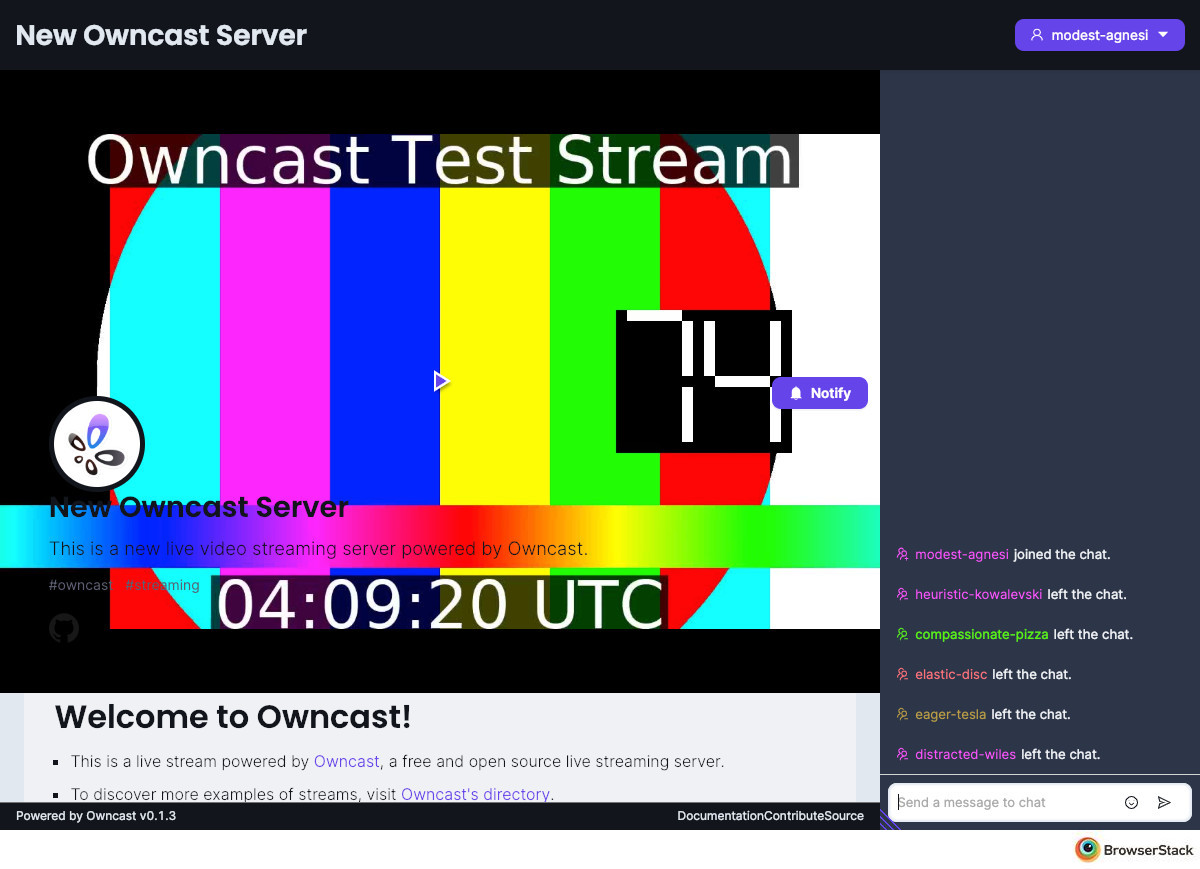 New Owncast Server
modest-agnesi
Owncast Test Stream
14
Notify
New Owncast Server
This is a new live video streaming server powered by Owncast.
#owncast #streaming
04:09:20 UTC
Welcome to Owncast!
This is a live stream powered by Owncast, a free and open source live streaming server.
To discover more examples of streams, visit Owncast's directory.
Powered by Owncast v0.1.3
DocumentationContributeSource
modest-agnesi joined the chat.
heuristic-kowalevski left the chat.
compassionate-pizza left the chat.
elastic-disc left the chat.
eager-tesla left the chat.
distracted-wiles left the chat.
Send a message to chat
BrowserStack